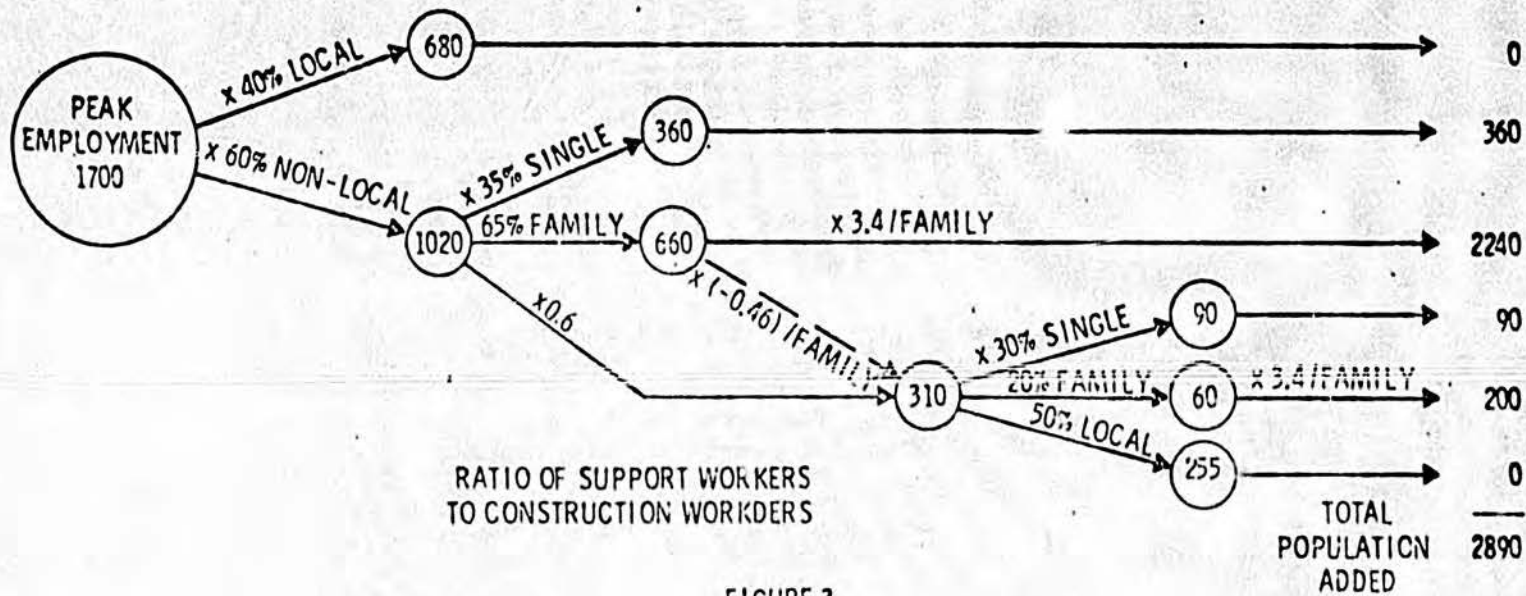 PEAK
EMPLOYMENT
1700
x 40% LOCAL
680
0
x 60% NON-LOCAL
1020
x 35% SINGLE
360
360
65% FAMILY
660
x 3.4/FAMILY
2240
x (-0.46) /FAMILY
x0.6
310
x 30% SINGLE
90
90
20% FAMILY
60
x 3.4/FAMILY
200
50% LOCAL
255
0
RATIO OF SUPPORT WORKERS
TO CONSTRUCTION WORKDERS
TOTAL
POPULATION
ADDED
2890
FIGURE 3